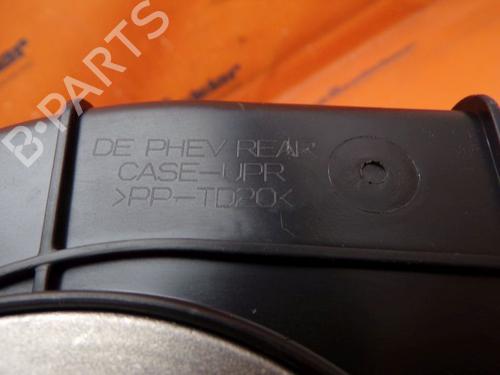 DE PHEV REAR
CASE-UPR
>PP-TD20<
B-PARTS